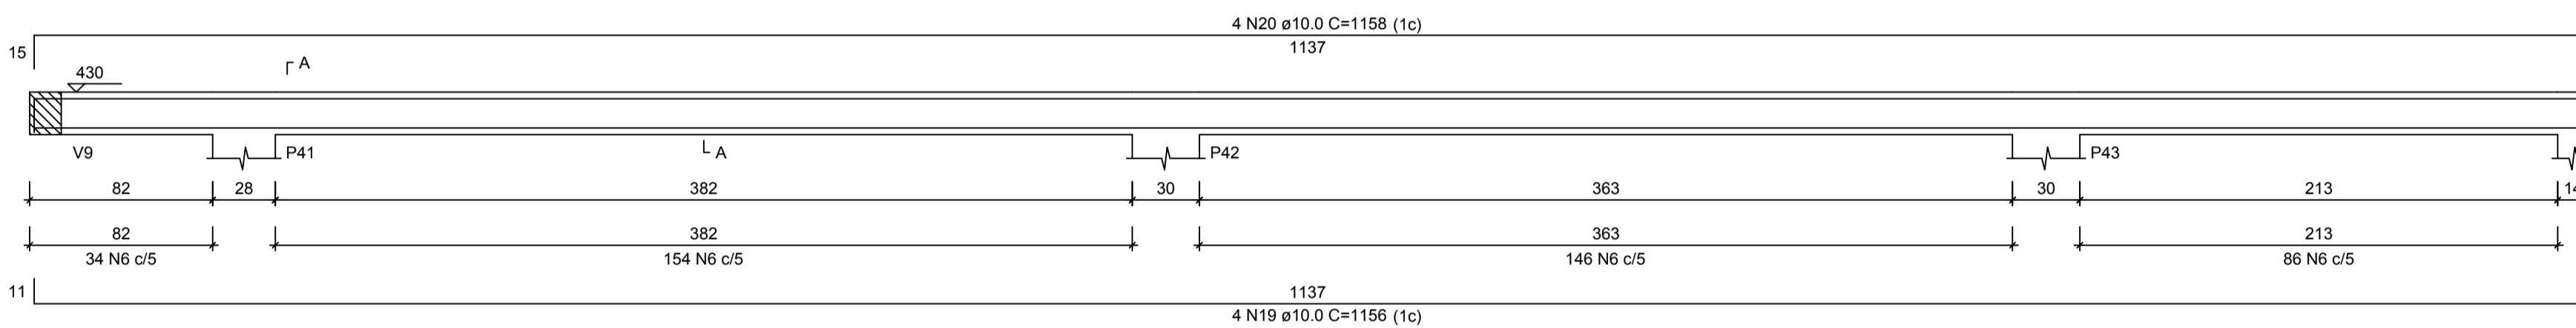 4 N20 ø10.0 C=1158 (1c)
15
1137
A
430
V9
P41
A
P42
P43
82
28
382
30
363
30
213
14
82
382
363
213
34 N6 c/5
154 N6 c/5
146 N6 c/5
86 N6 c/5
11
1137
4 N19 ø10.0 C=1156 (1c)